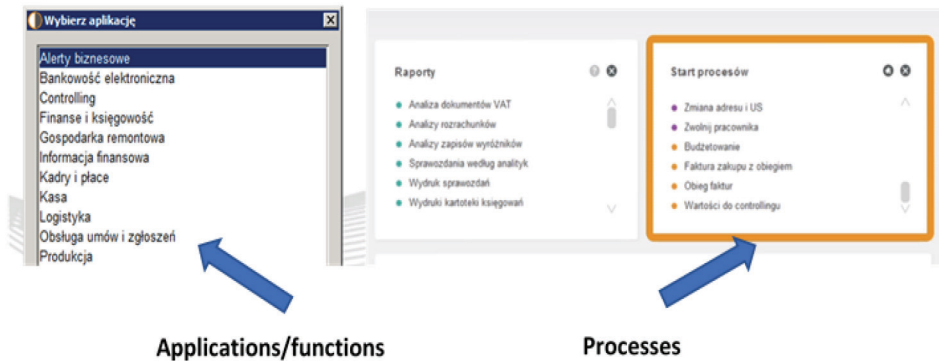 Wybierz aplikację
Alerty biznesowe
Bankowość elektroniczna
Controlling
Finanse i księgowość
Gospodarka remontowa
Informacja finansowa
Kadry i płace
Kasa
Logistyka
Obsługa umów i zgłoszeń
Produkcja
Raporty
Analiza dokumentów VAT
Analizy rozrachunków
Analizy zapisów wyróżników
Sprawozdania według analityk
Wydruk sprawozdań
Wydruki kartoteki księgowań
Start procesów
Zmiana adresu i US
Zwolnij pracownika
Budżetowanie
Faktura zakupu z obiegiem
Obieg faktur
Wartości do controllingu
Applications/functions
Processes